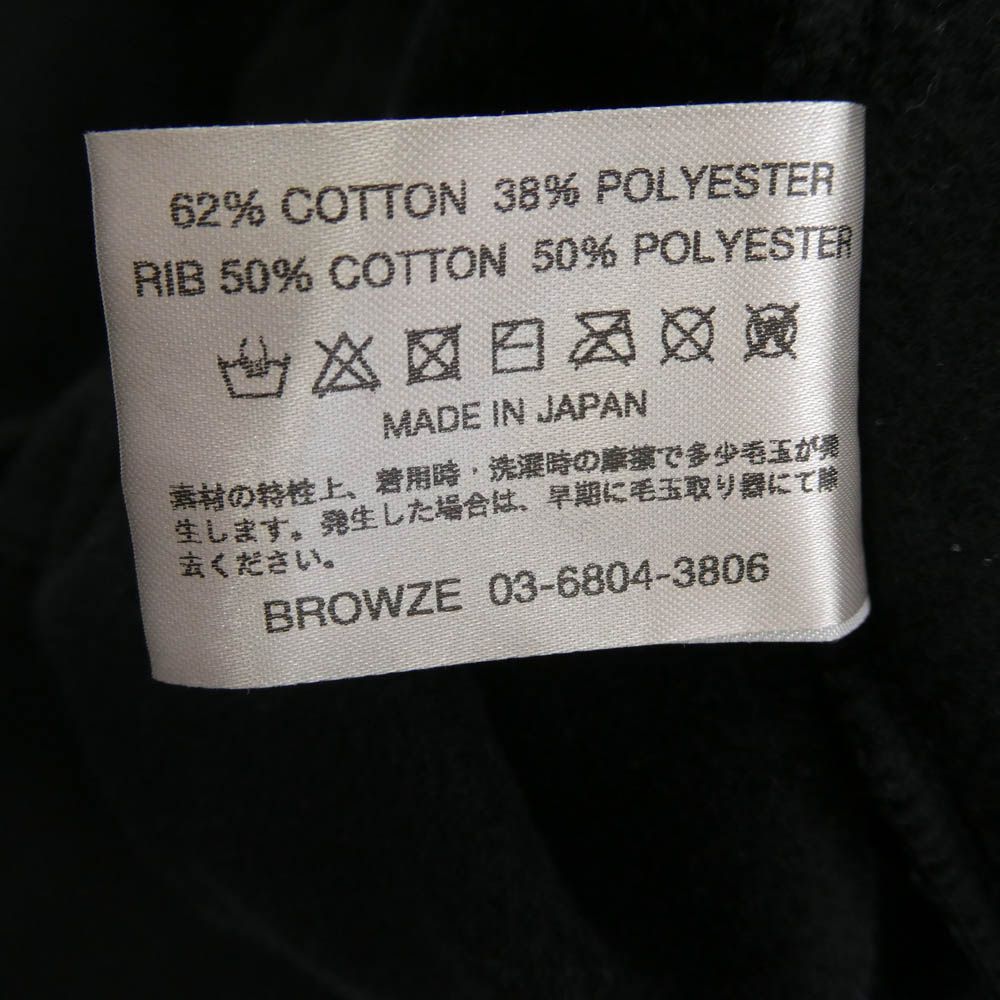 62% COTTON 38% POLYESTER
RIB 50% COTTON 50% POLYESTER
MADE IN JAPAN
素材の特性上、着用時・洗濯時の摩擦で多少毛玉が発
生します。発生した場合は、早期に毛玉取り器にて除
去ください。
BROWZE 03-6804-3806